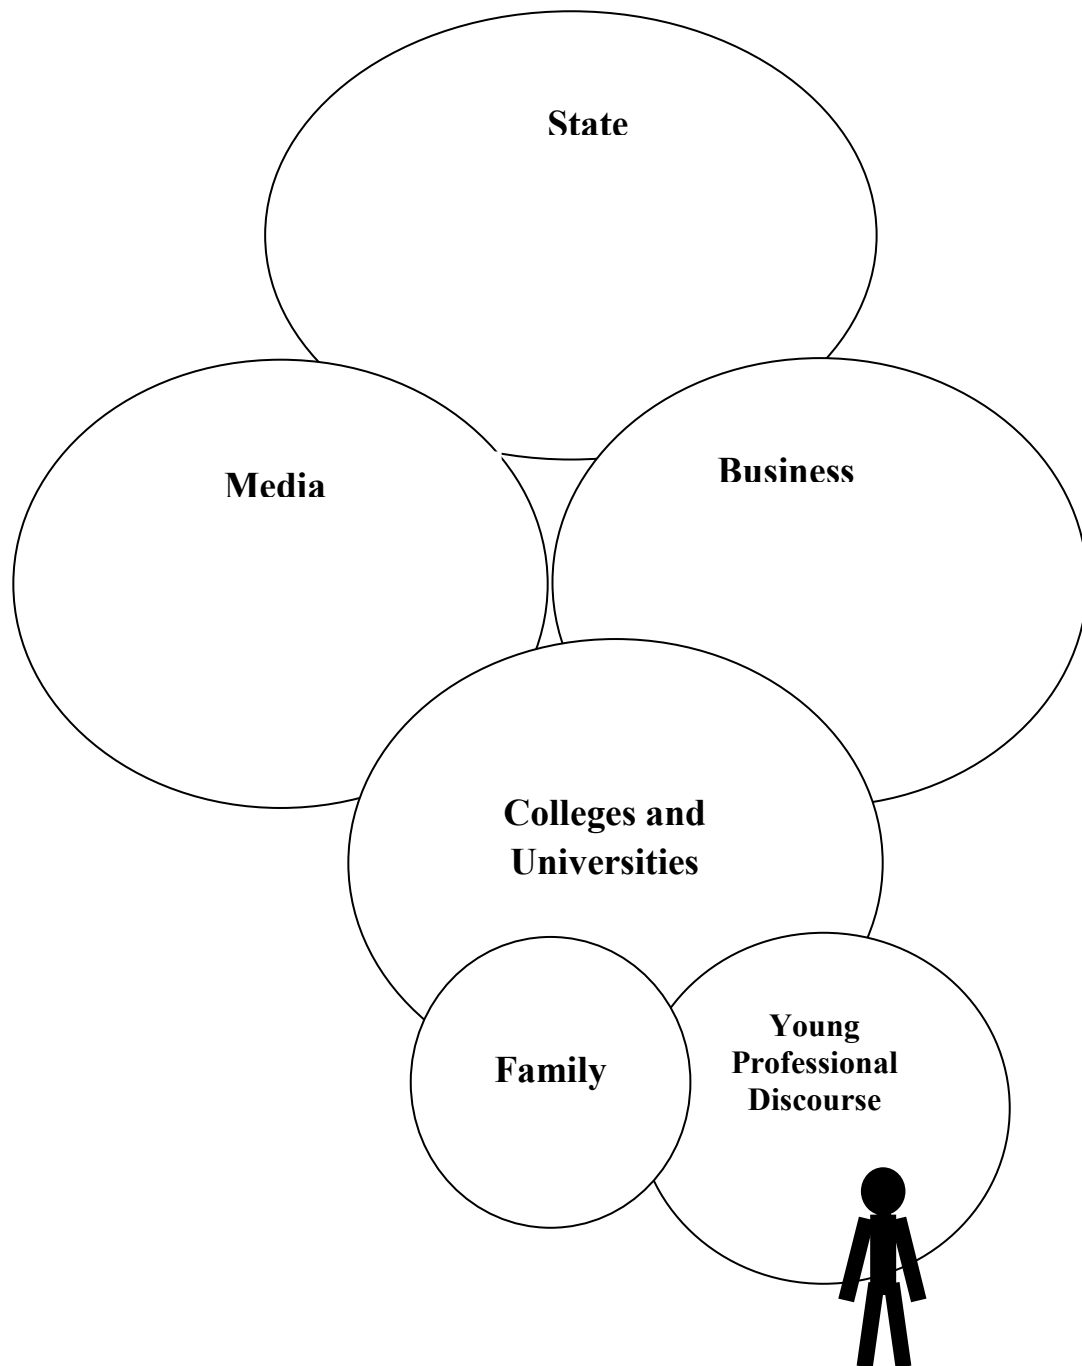 State
Business
Media
Colleges and
Universities
Young
Professional
Discourse
Family